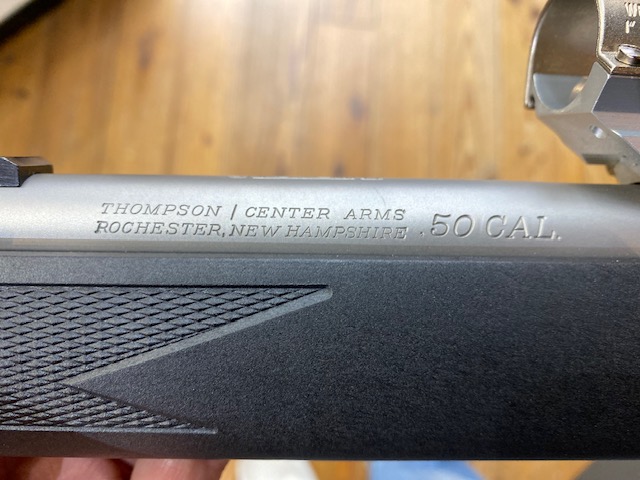 THOMPSON / CENTER ARMS
ROCHESTER, NEW HAMPSHIRE .50 CAL.